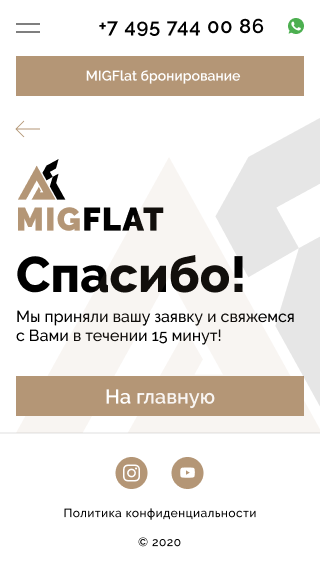 +7 495 744 00 86
MIGFlat бронирование
MIGFLAT
Спасибо!
Мы приняли вашу заявку и свяжемся
с Вами в течении 15 минут!
На главную
Политика конфиденциальности
© 2020